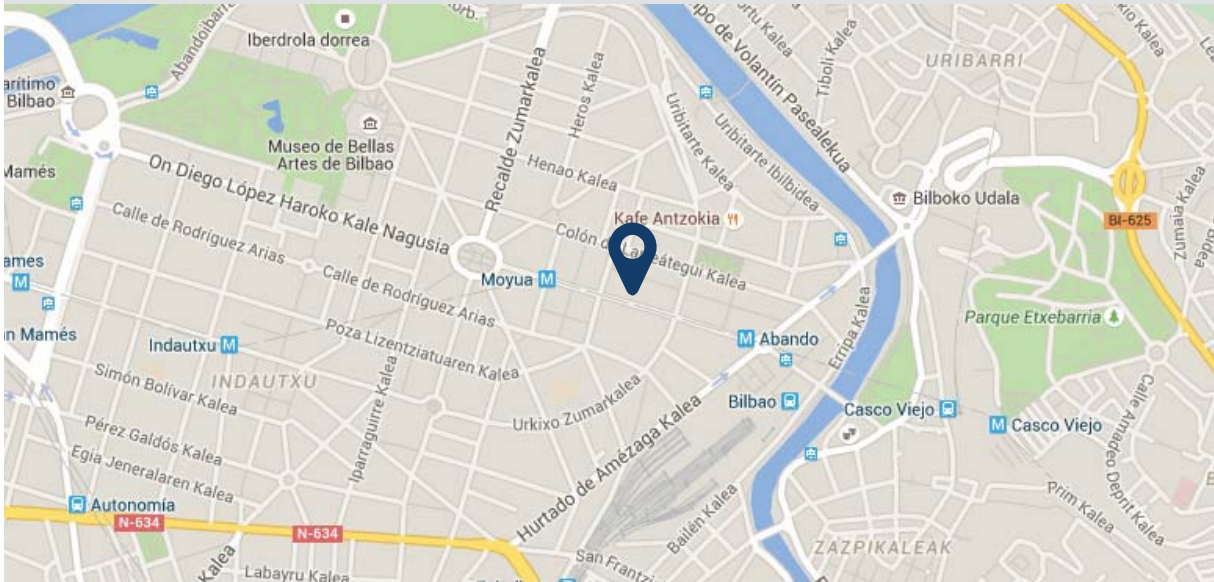 Iberdrola dorrea
Abandoibarra
arítimo
Bilbao
Museo de Bellas
Artes de Bilbao
Mamés
On Diego López Haroko Kale Nagusia
Recalde Zumarkalea
Heros Kalea
Henao Kalea
Uribitarte Kalea
Uribitarte Ibilbidea
po de Volantín Pasealekua
Tiboli Kalea
URIBARRI
Bilboko Udala
BI-625
Zumaia Kalea
Kafe Antzokia
Calle de Rodríguez Arias
Calle de Rodríguez Arias
Moyua M
M
Indautxu M
INDAUTXU
Poza Lizentziatuaren Kalea
M Abando
Erripa Kalea
Parque Etxebarria
Simón Bolívar Kalea
Pérez Galdós Kalea
Egia Jeneralaren Kalea
Iparraguirre Kalea
Urkixo Zumarkalea
Hurtado de Amézaga Kalea
Bilbao
Casco Viejo
M Casco Viejo
Calle Amadeo Deprit Kalea
Autonomía
N-634
N-634
Bailén Kalea
Prim Kalea
ZAZPIKALEAK
Labayru Kalea
Kalea
San Frantzi